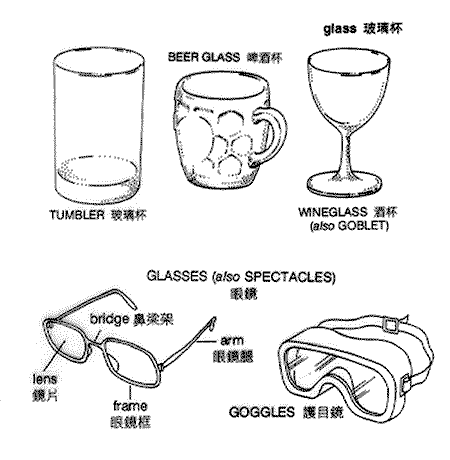 glass 玻璃杯
BEER GLASS 啤酒杯
TUMBLER 玻璃杯
WINEGLASS 酒杯
(also GOBLET)
GLASSES (also SPECTACLES)
眼鏡
bridge 鼻梁架
arm
眼鏡腿
lens
鏡片
frame
眼鏡框
GOGGLES 護目鏡